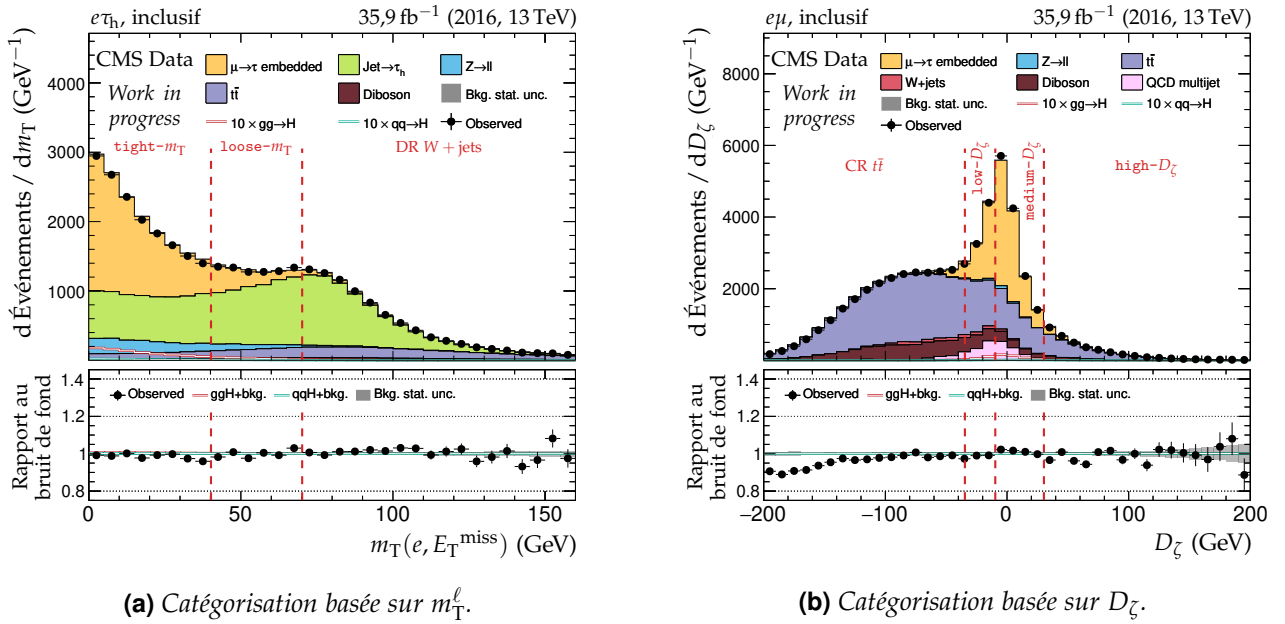 eτh, inclusif 35,9 fb−1 (2016, 13 TeV)
CMS Data
Work in
progress
μ→τ embedded Jet→τh Z→ll
tt̄ Diboson Bkg. stat. unc.
10 × gg→H 10 × qq→H Observed
tight-mT loose-mT DR W + jets
d Événements / dmT (GeV−1)
4000
3000
2000
1000
Observed ggH+bkg. qqH+bkg. Bkg. stat. unc.
Rapport au
bruit de fond
1.4
1.2
1
0.8
0 50 100 150
mT(e, ETmiss) (GeV)
(a) Catégorisation basée sur mTℓ.
eμ, inclusif 35,9 fb−1 (2016, 13 TeV)
CMS Data
Work in
progress
μ→τ embedded Z→ll tt̄
W+jets Diboson QCD multijet
Bkg. stat. unc. 10 × gg→H 10 × qq→H
Observed
CR tt̄ low-Dζ medium-Dζ high-Dζ
d Événements / dDζ (GeV−1)
8000
6000
4000
2000
0
Observed ggH+bkg. qqH+bkg. Bkg. stat. unc.
Rapport au
bruit de fond
1.4
1.2
1
0.8
−200 −100 0 100 200
Dζ (GeV)
(b) Catégorisation basée sur Dζ.